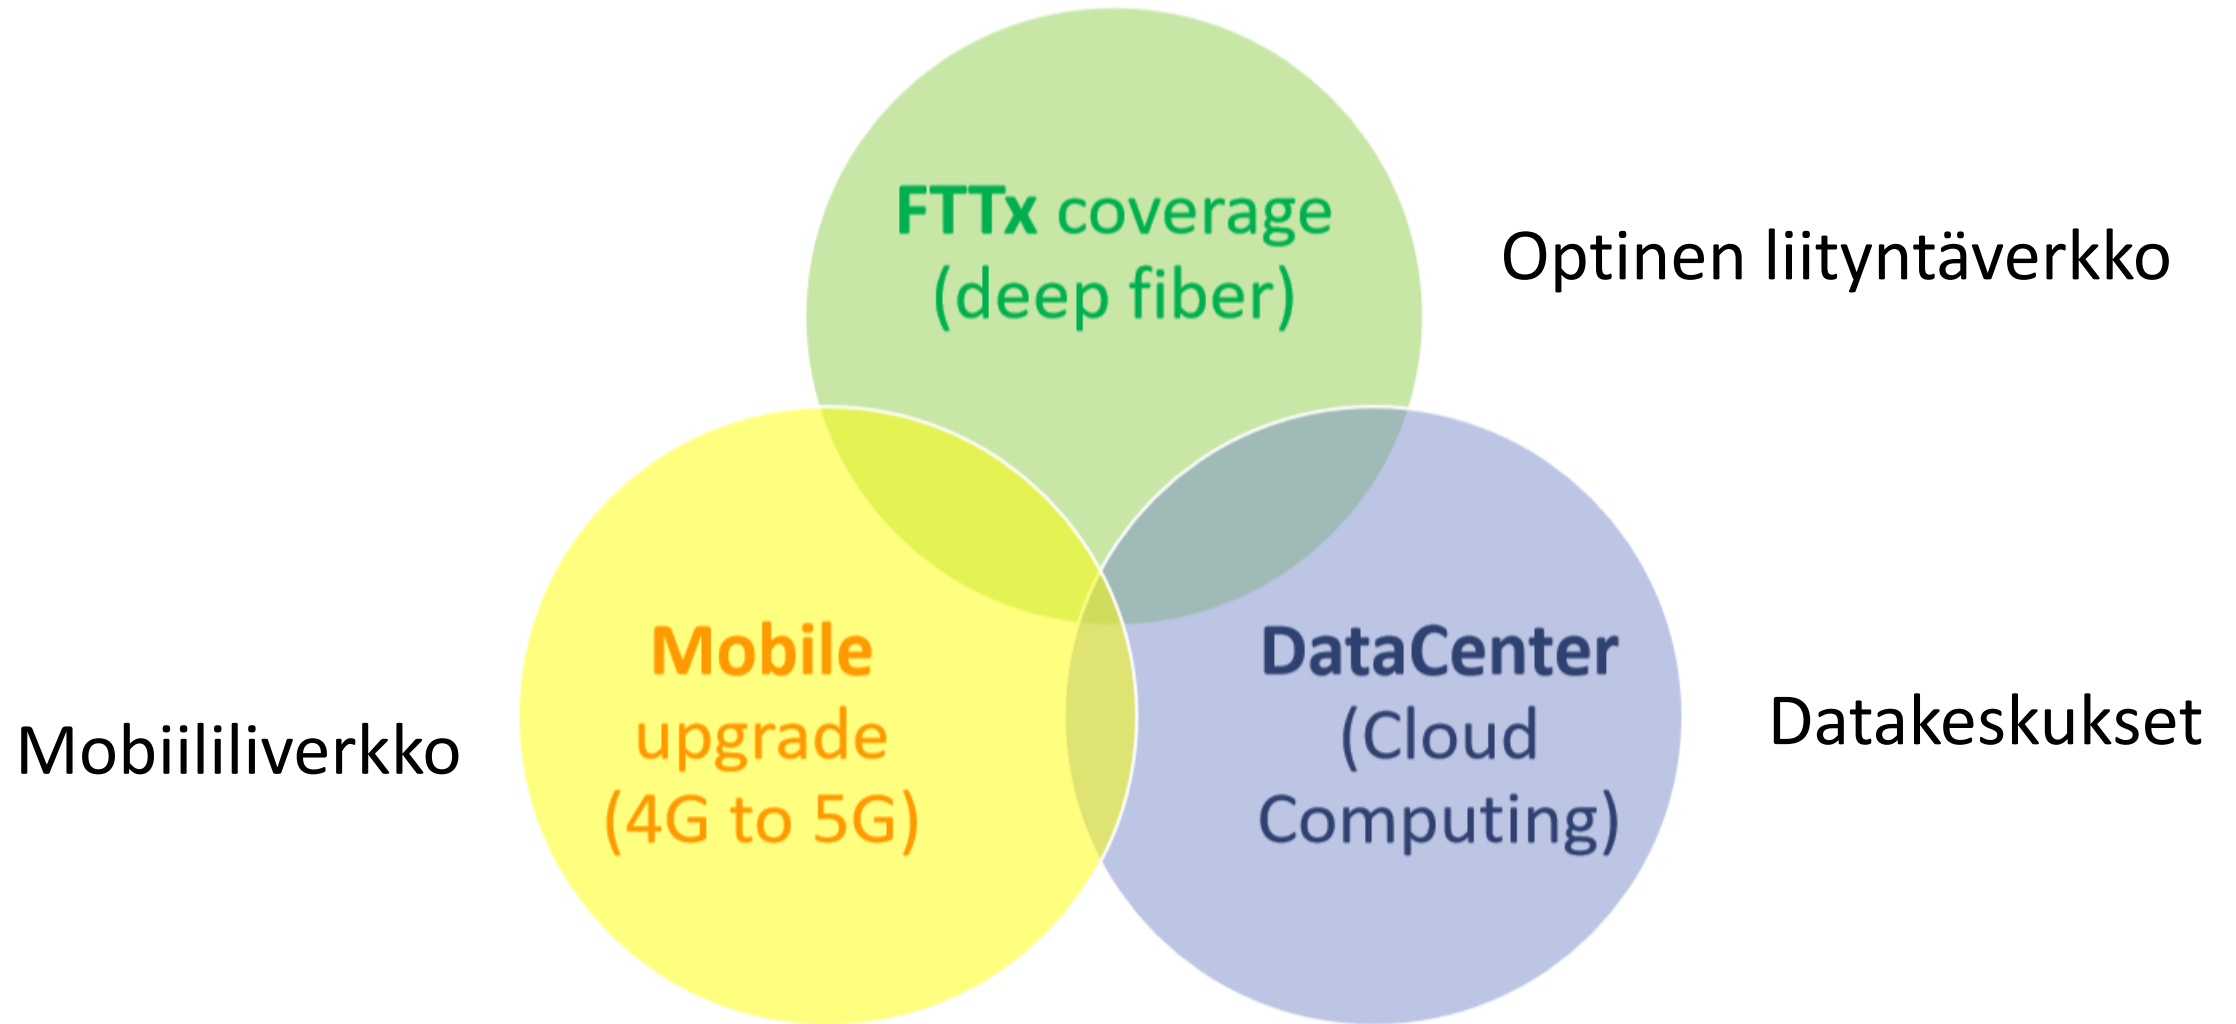 FTTx coverage
(deep fiber)
Optinen liityntäverkko
Mobile
upgrade
(4G to 5G)
Mobiililiverkko
DataCenter
(Cloud
Computing)
Datakeskukset